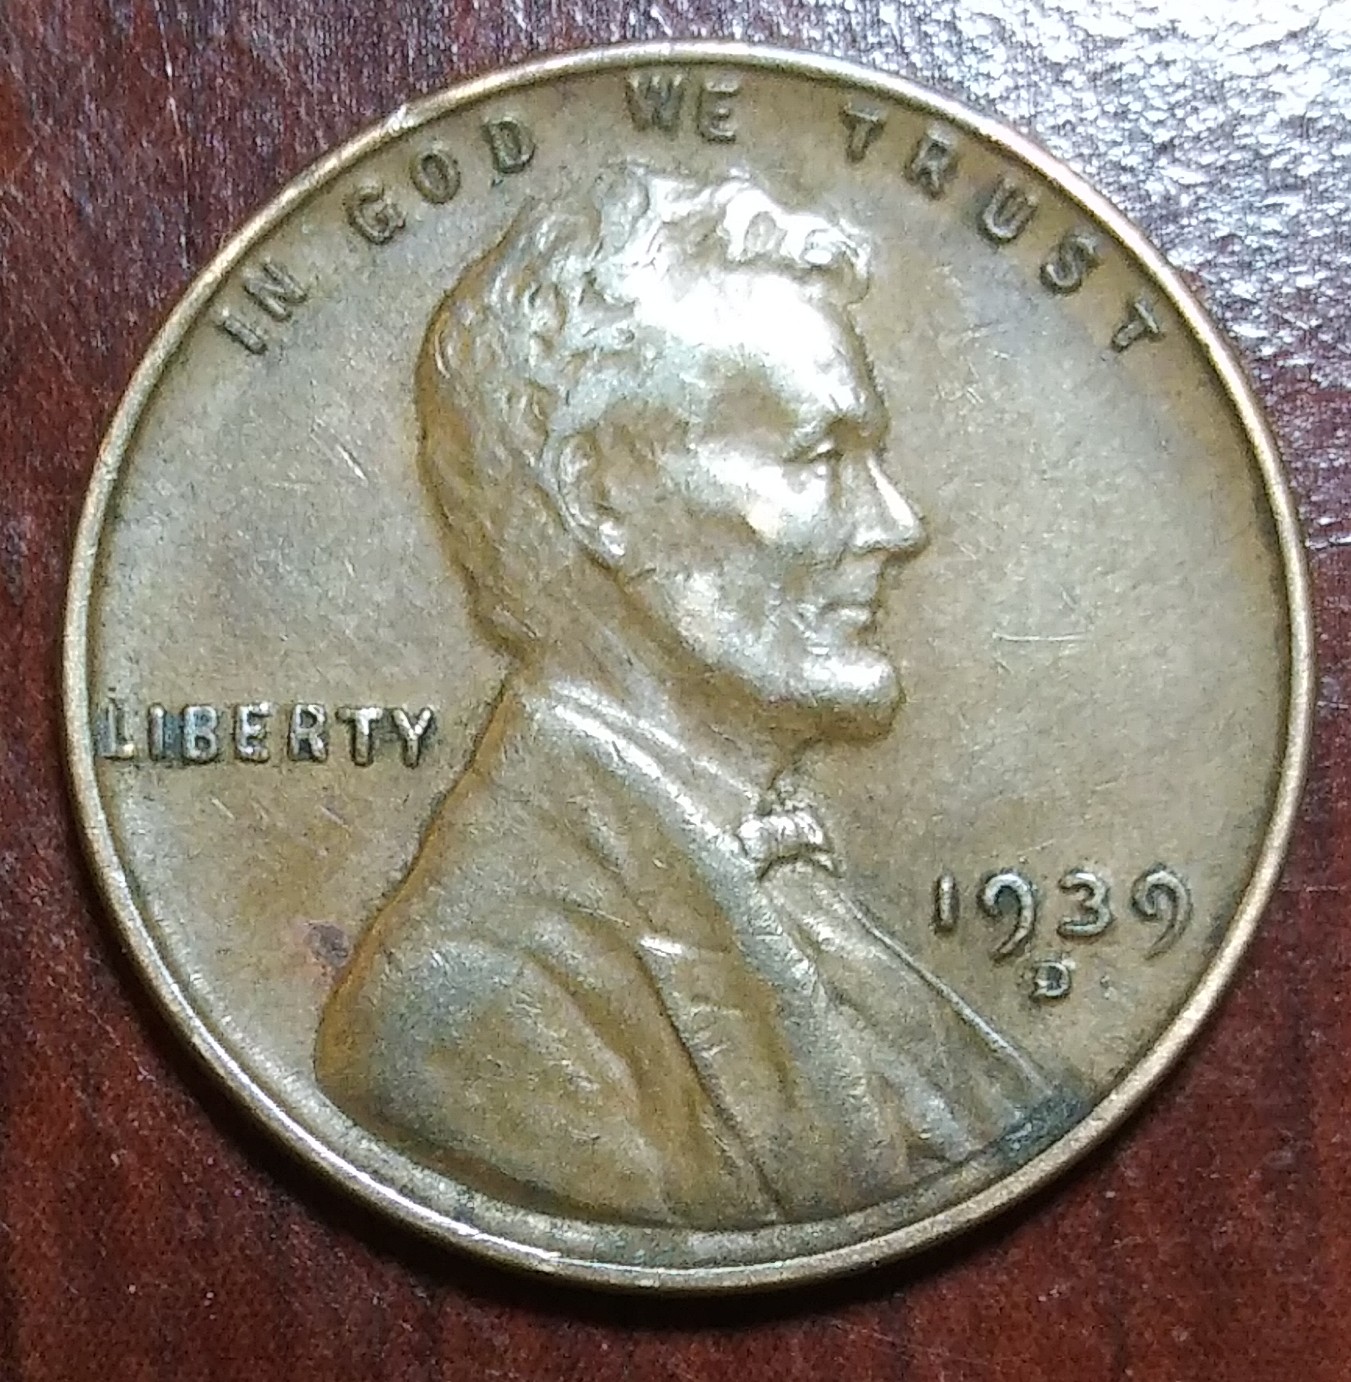 IN GOD WE TRUST
LIBERTY
1939
D